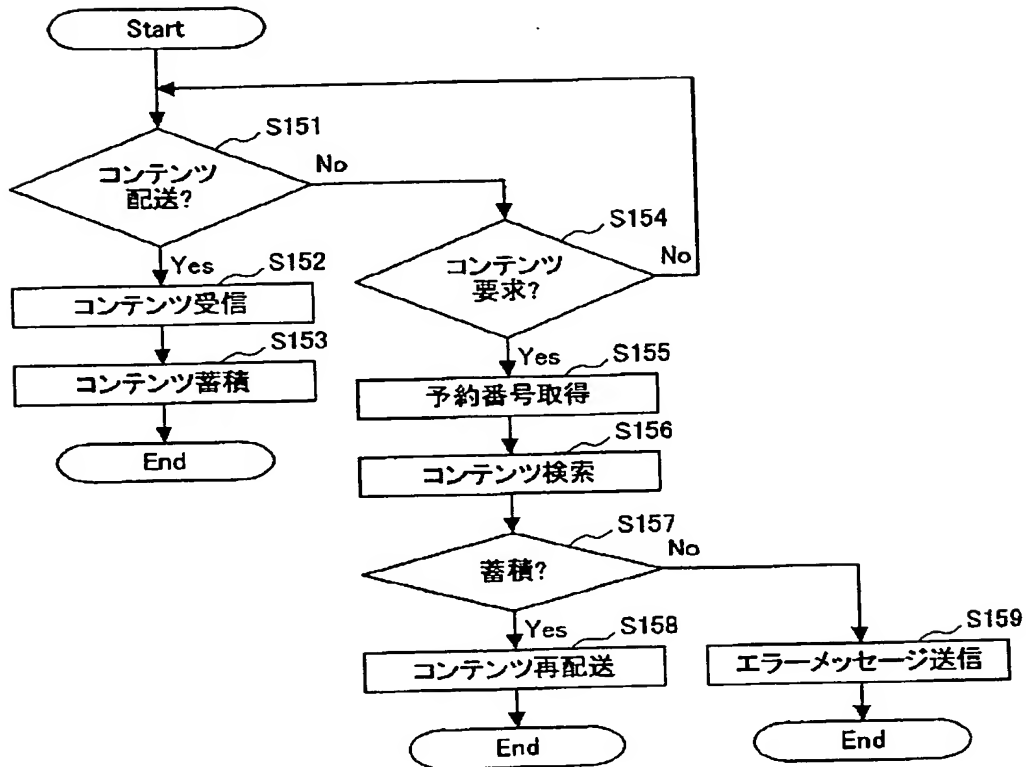 Start
S151
コンテンツ
配送?
No
S154
コンテンツ
要求?
No
Yes
S152
コンテンツ受信
S153
コンテンツ蓄積
End
Yes
S155
予約番号取得
S156
コンテンツ検索
S157
蓄積?
No
Yes
S158
コンテンツ再配送
S159
エラーメッセージ送信
End
End